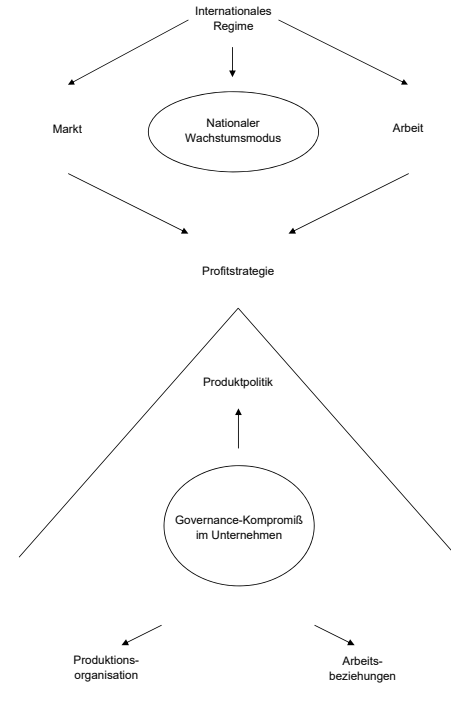 Internationales
Regime
Markt
Nationaler
Wachstumsmodus
Arbeit
Profitstrategie
Produktpolitik
Governance-Kompromiß
im Unternehmen
Produktions-
organisation
Arbeits-
beziehungen